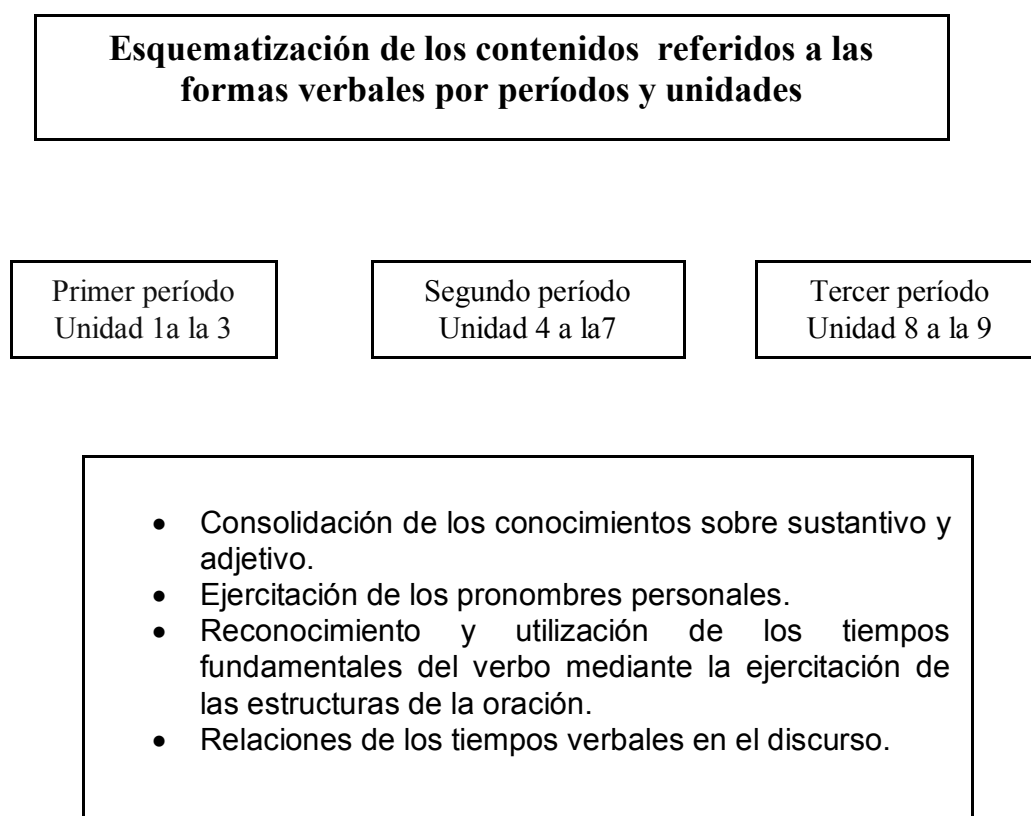 Esquematización de los contenidos  referidos a las
formas verbales por períodos y unidades
Primer período
Unidad 1a la 3
Segundo período
Unidad 4 a la7
Tercer período
Unidad 8 a la 9
• Consolidación de los conocimientos sobre sustantivo y
adjetivo.
• Ejercitación de los pronombres personales.
• Reconocimiento y utilización de los tiempos
fundamentales del verbo mediante la ejercitación de
las estructuras de la oración.
• Relaciones de los tiempos verbales en el discurso.